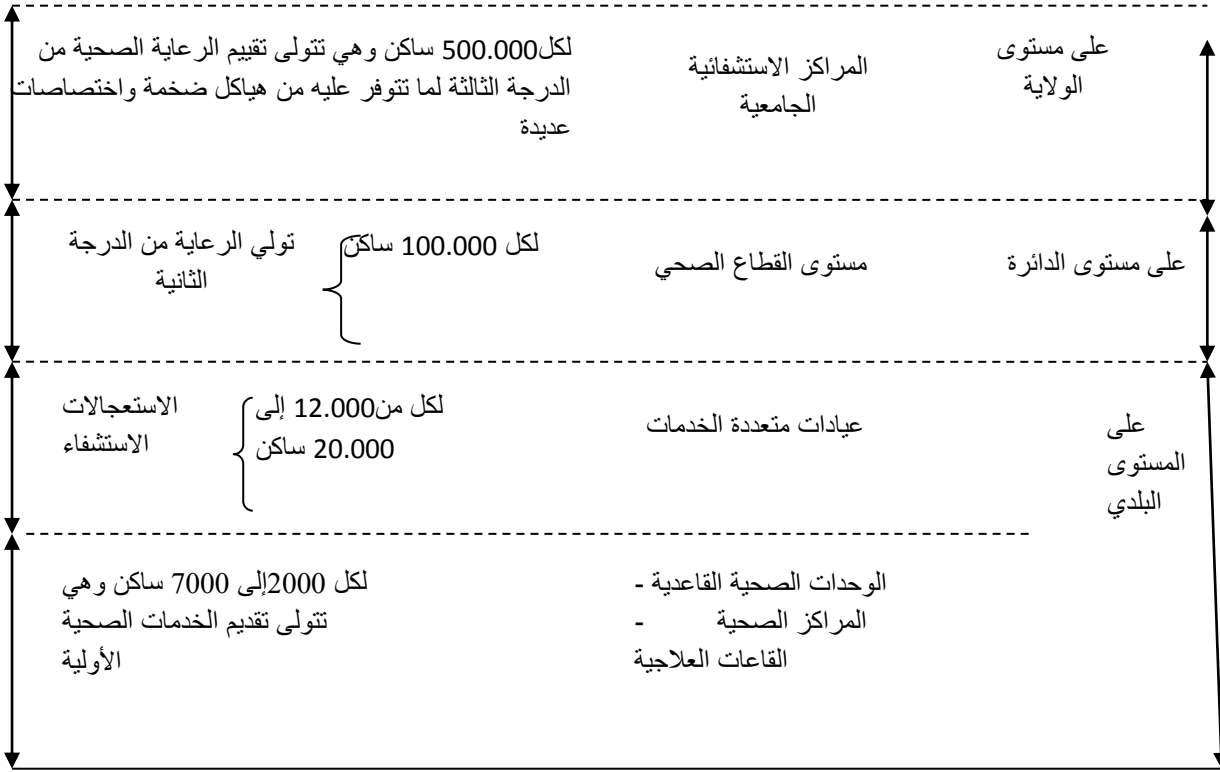 على مستوى
الولاية
المراكز الاستشفائية
الجامعية
لكل500.000 ساكن وهي تتولى تقييم الرعاية الصحية من
الدرجة الثالثة لما تتوفر عليه من هياكل ضخمة واختصاصات
عديدة
على مستوى الدائرة
مستوى القطاع الصحي
لكل 100.000 ساكن
تولي الرعاية من الدرجة
الثانية
على
المستوى
البلدي
عيادات متعددة الخدمات
لكل من12.000 إلى
20.000 ساكن
الاستعجالات
الاستشفاء
الوحدات الصحية القاعدية -
المراكز الصحية -
القاعات العلاجية
لكل 2000إلى 7000 ساكن وهي
تتولى تقديم الخدمات الصحية
الأولية